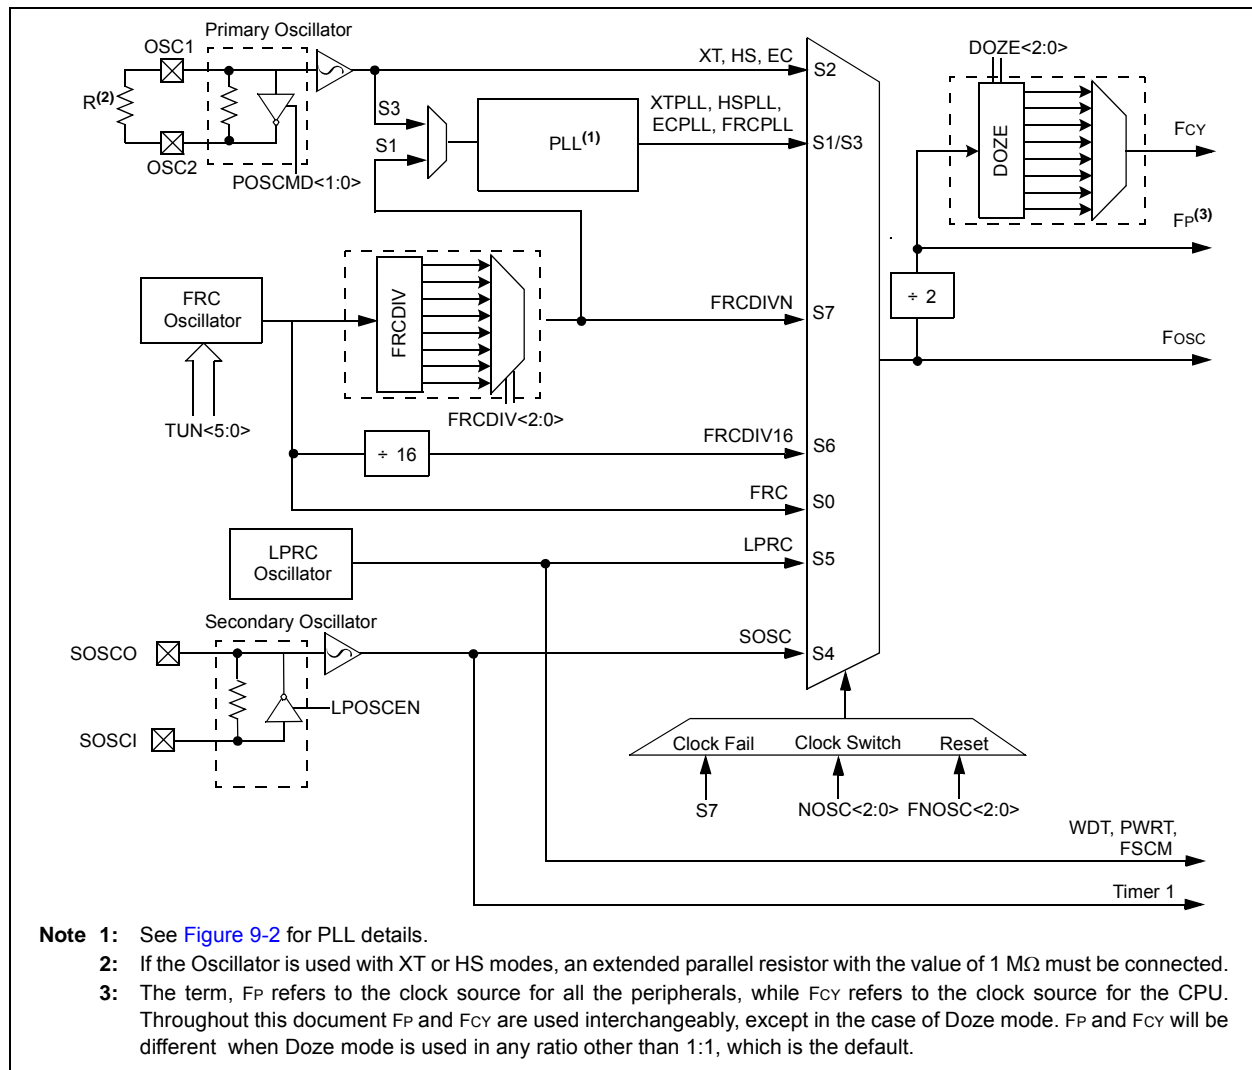 Primary Oscillator
OSC1
DOZE<2:0>
XT, HS, EC
S2
R(2)
S3
XTPLL, HSPLL,
ECPLL, FRCPLL
PLL(1)
S1/S3
S1
OSC2
POSCMD<1:0>
DOZE
FCY
FP(3)
FRC
Oscillator
FRCDIV
FRCDIVN
S7
÷ 2
FOSC
TUN<5:0>
FRCDIV<2:0>
÷ 16
FRCDIV16
S6
FRC
S0
LPRC
Oscillator
LPRC
S5
Secondary Oscillator
SOSCO
SOSC
S4
LPOSCEN
SOSCI
Clock Fail
Clock Switch
Reset
S7
NOSC<2:0>
FNOSC<2:0>
WDT, PWRT,
FSCM
Timer 1
Note 1: See Figure 9-2 for PLL details.
2: If the Oscillator is used with XT or HS modes, an extended parallel resistor with the value of 1 MΩ must be connected.
3: The term, FP refers to the clock source for all the peripherals, while FCY refers to the clock source for the CPU.
Throughout this document FP and FCY are used interchangeably, except in the case of Doze mode. FP and FCY will be
different when Doze mode is used in any ratio other than 1:1, which is the default.